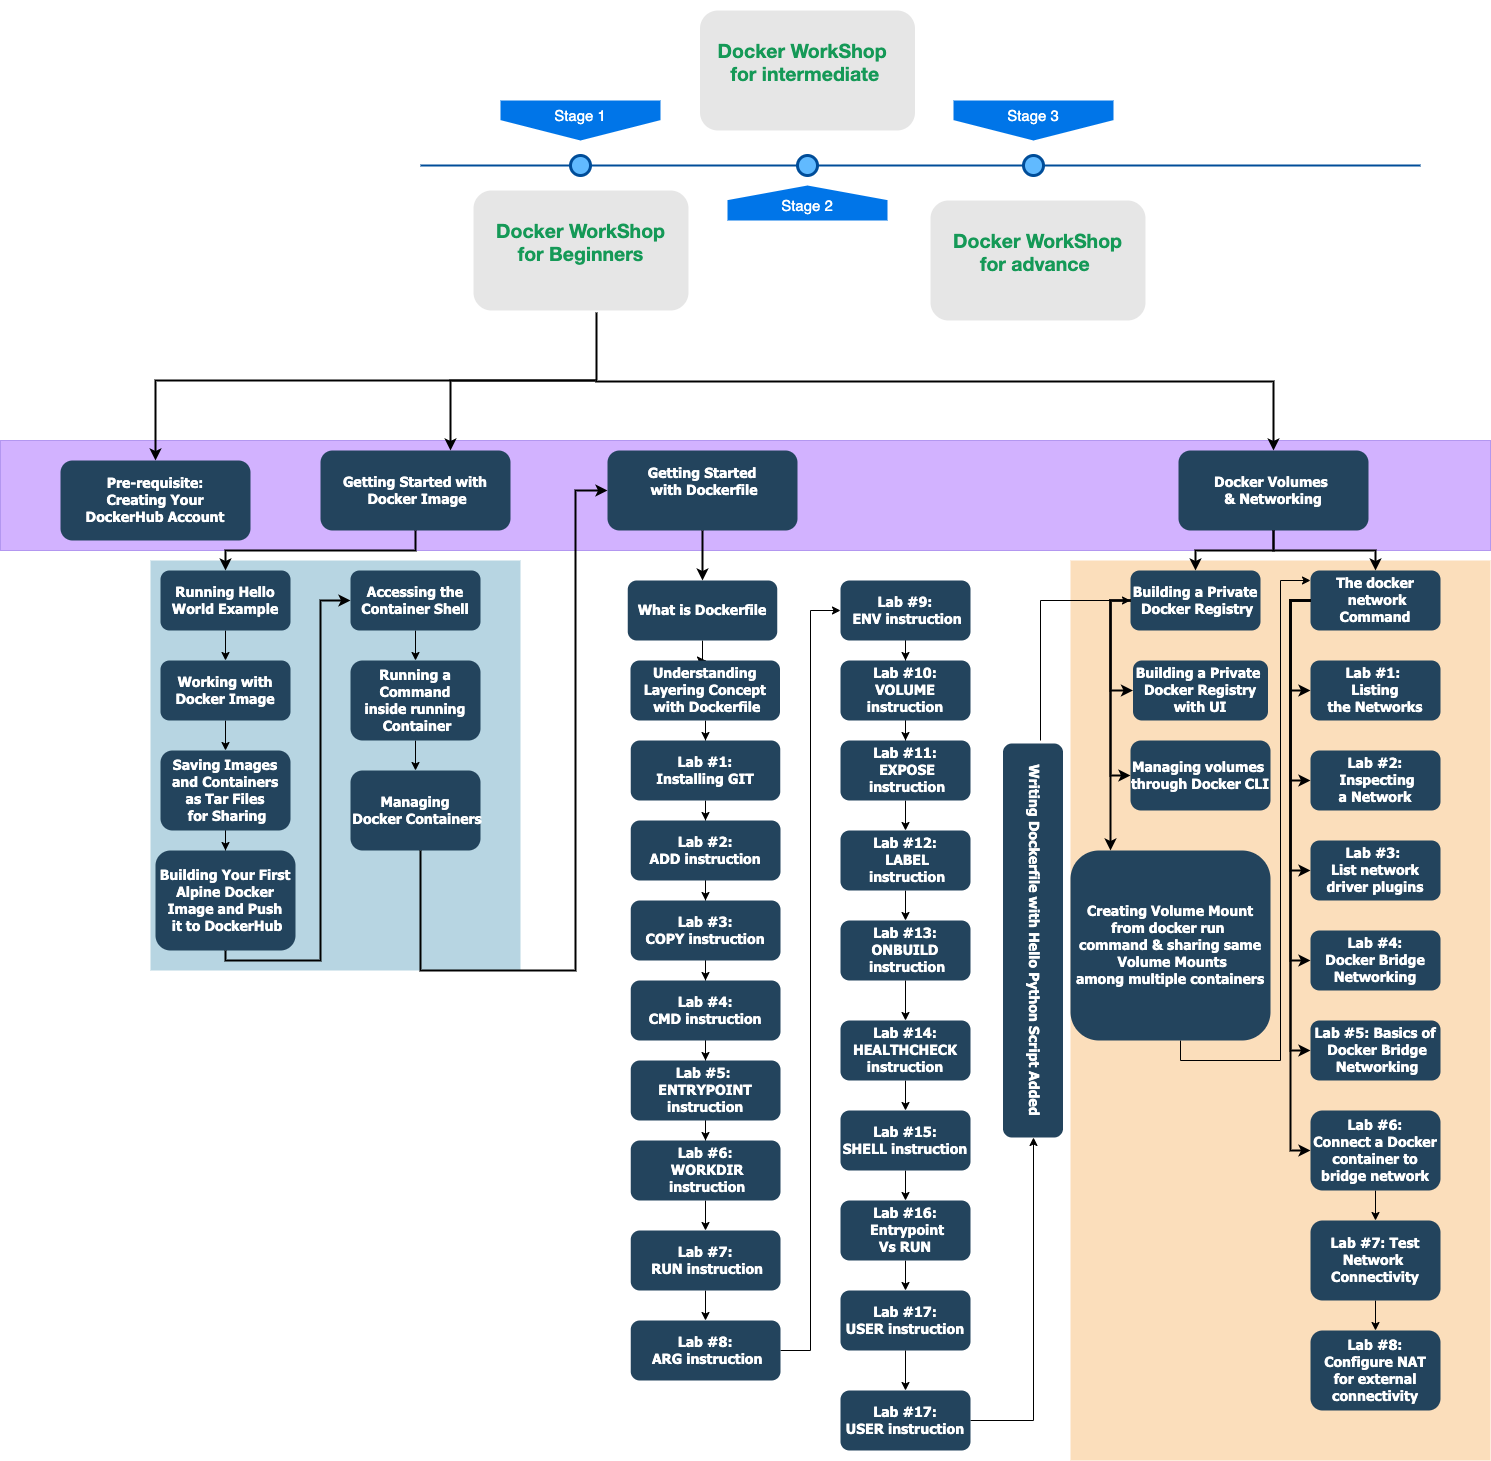 Docker WorkShop
for intermediate
Stage 1
Stage 3
Stage 2
Docker WorkShop
for Beginners
Docker WorkShop
for advance
Pre-requisite:
Creating Your
DockerHub Account
Getting Started with
Docker Image
Getting Started
with Dockerfile
Docker Volumes
& Networking
Running Hello
World Example
Working with
Docker Image
Saving Images
and Containers
as Tar Files
for Sharing
Building Your First
Alpine Docker
Image and Push
it to DockerHub
Accessing the
Container Shell
Running a
Command
inside running
Container
Managing
Docker Containers
What is Dockerfile
Understanding
Layering Concept
with Dockerfile
Lab #1:
Installing GIT
Lab #2:
ADD instruction
Lab #3:
COPY instruction
Lab #4:
CMD instruction
Lab #5:
ENTRYPOINT
instruction
Lab #6:
WORKDIR
instruction
Lab #7:
RUN instruction
Lab #8:
ARG instruction
Lab #9:
ENV instruction
Lab #10:
VOLUME
instruction
Lab #11:
EXPOSE
instruction
Lab #12:
LABEL
instruction
Lab #13:
ONBUILD
instruction
Lab #14:
HEALTHCHECK
instruction
Lab #15:
SHELL instruction
Lab #16:
Entrypoint
Vs RUN
Lab #17:
USER instruction
Lab #17:
USER instruction
Writing Dockerfile with Hello Python Script Added
Building a Private
Docker Registry
Building a Private
Docker Registry
with UI
Managing volumes
through Docker CLI
Creating Volume Mount
from docker run
command & sharing same
Volume Mounts
among multiple containers
The docker
network
Command
Lab #1:
Listing
the Networks
Lab #2:
Inspecting
a Network
Lab #3:
List network
driver plugins
Lab #4:
Docker Bridge
Networking
Lab #5: Basics of
Docker Bridge
Networking
Lab #6:
Connect a Docker
container to
bridge network
Lab #7: Test
Network
Connectivity
Lab #8:
Configure NAT
for external
connectivity